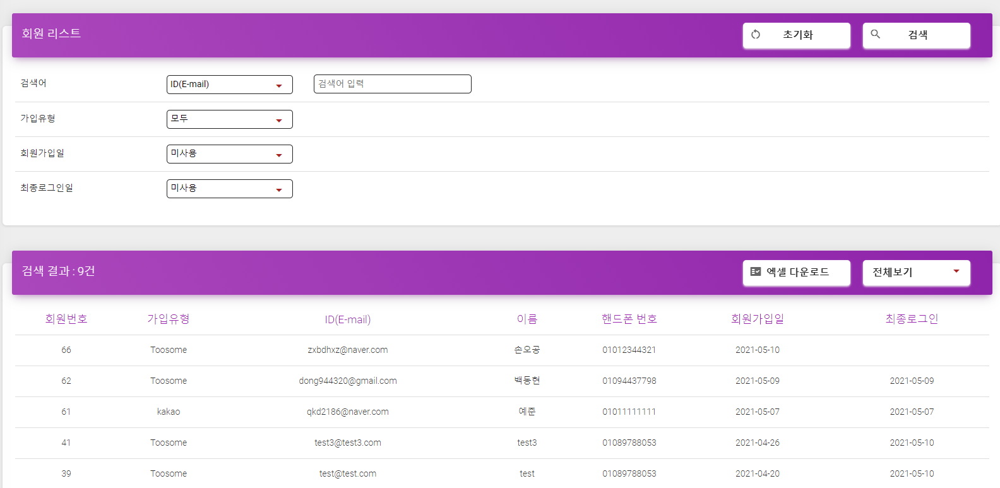 회원 리스트 초기화 검색
검색어 ID(E-mail) 검색어 입력
가입유형 모두
회원가입일 미사용
최종로그인일 미사용
검색 결과 : 9건 엑셀 다운로드 전체보기
회원번호 가입유형 ID(E-mail) 이름 핸드폰 번호 회원가입일 최종로그인
66 Toosome zxbdhxz@naver.com 손오공 01012344321 2021-05-10
62 Toosome dong944320@gmail.com 백동현 01094437798 2021-05-09 2021-05-09
61 kakao qkd2186@naver.com 예준 01011111111 2021-05-07 2021-05-07
41 Toosome test3@test3.com test3 01089788053 2021-04-26 2021-05-10
39 Toosome test@test.com test 01089788053 2021-04-20 2021-05-10